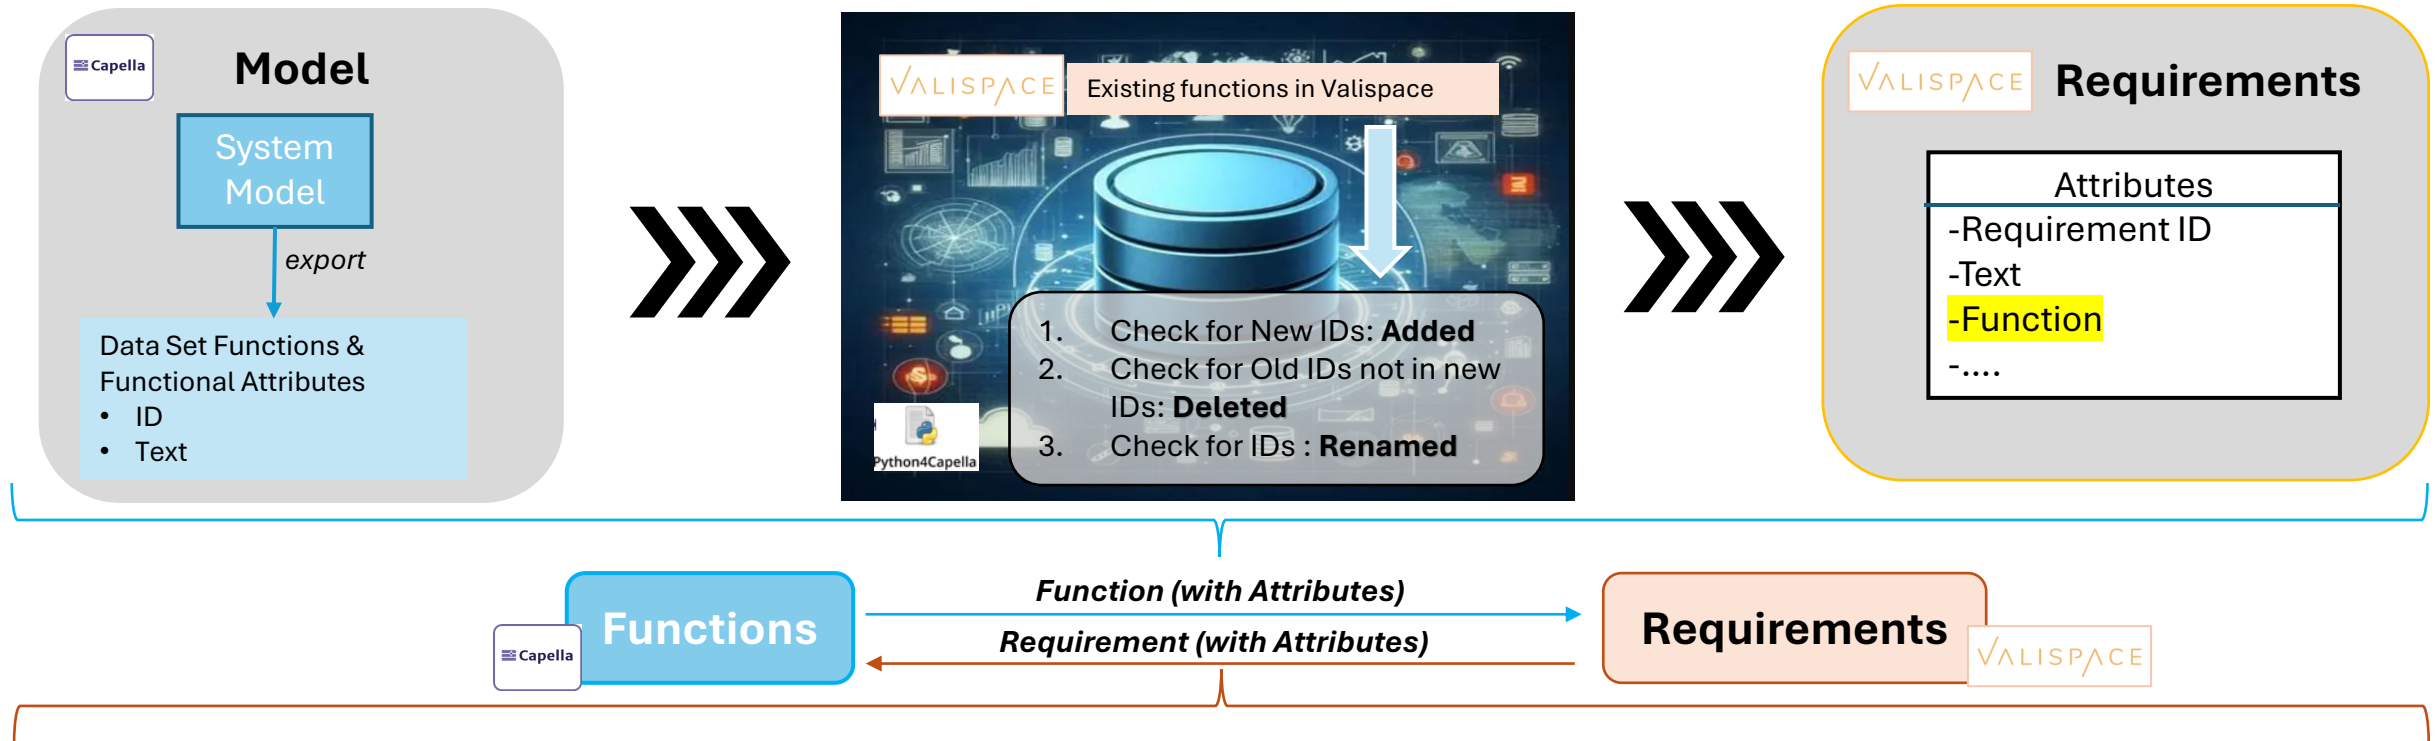 Capella
Model
System
Model
export
Data Set Functions &
Functional Attributes
• ID
• Text
VALISPACE
Existing functions in Valispace
1. Check for New IDs: Added
2. Check for Old IDs not in new
IDs: Deleted
3. Check for IDs : Renamed
Python4Capella
VALISPACE
Requirements
Attributes
-Requirement ID
-Text
-Function
-....
Functions
Capella
Function (with Attributes)
Requirement (with Attributes)
Requirements
VALISPACE